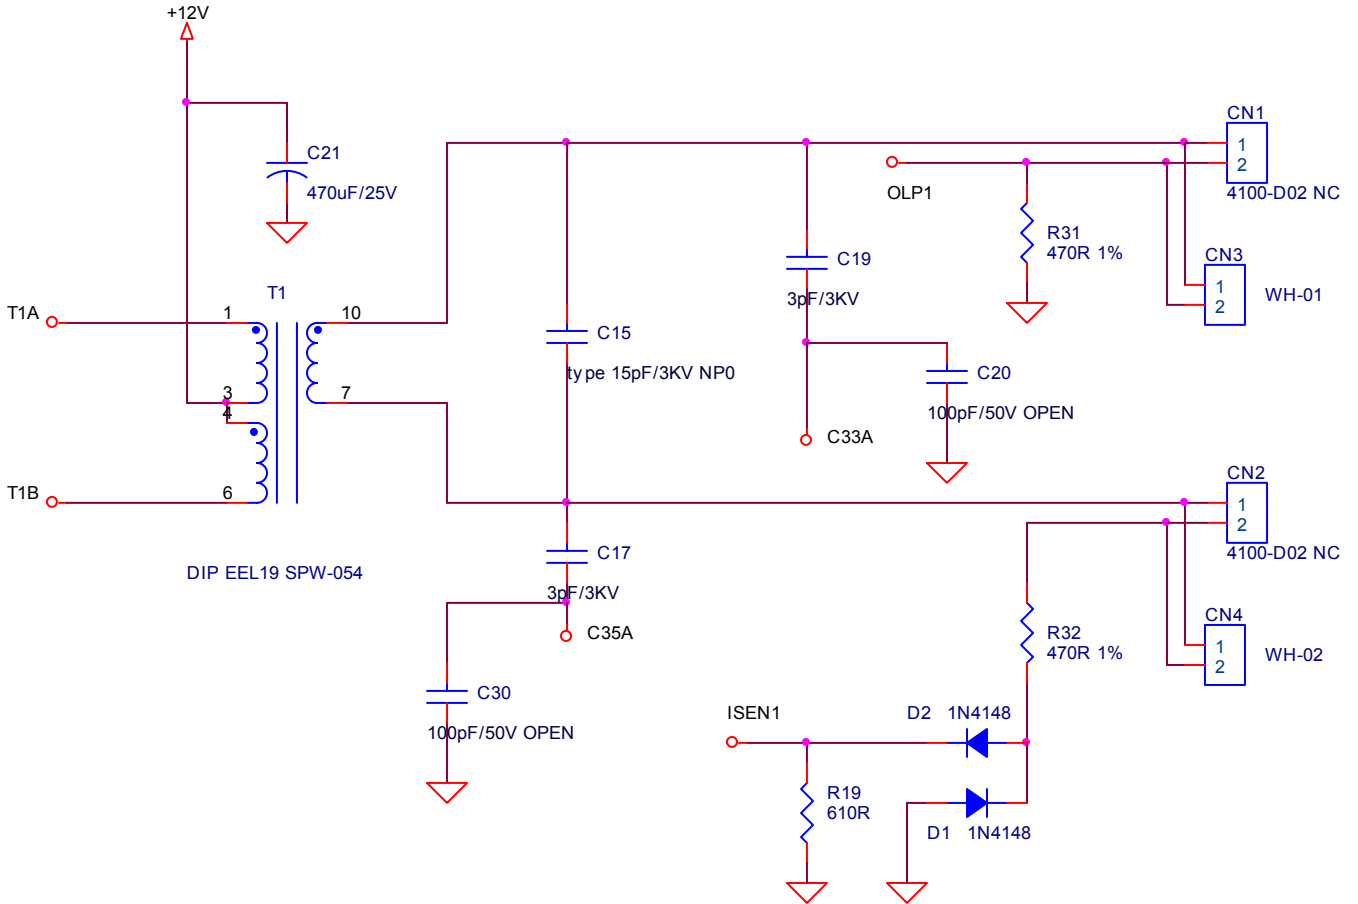 +12V
CN1
1
2
4100-D02 NC
C21
470uF/25V
OLP1
R31
470R 1%
C19
3pF/3KV
CN3
1
2
WH-01
T1
T1A
1
10
C15
type 15pF/3KV NP0
C20
100pF/50V OPEN
3
4
7
C33A
T1B
6
CN2
1
2
4100-D02 NC
C17
3pF/3KV
DIP EEL19 SPW-054
C35A
CN4
1
2
WH-02
R32
470R 1%
C30
100pF/50V OPEN
ISEN1
D2 1N4148
R19
610R
D1 1N4148